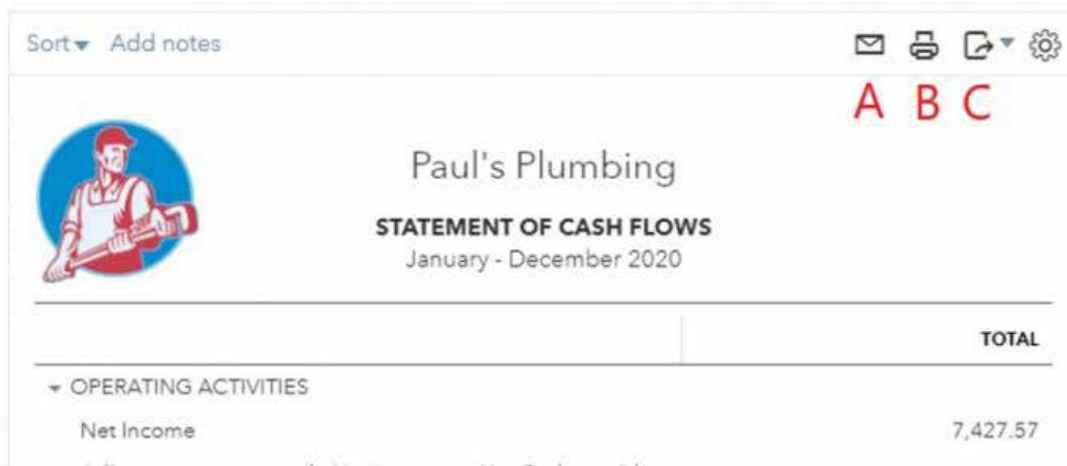 Sort Add notes
A B C
Paul's Plumbing
STATEMENT OF CASH FLOWS
January - December 2020
TOTAL
OPERATING ACTIVITIES
Net Income 7,427.57